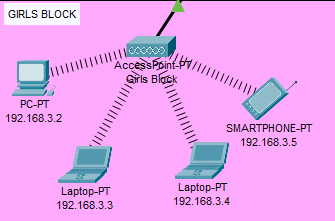 GIRLS BLOCK
AccessPoint-PT
Girls Block
PC-PT
192.168.3.2
SMARTPHONE-PT
192.168.3.5
Laptop-PT
192.168.3.3
Laptop-PT
192.168.3.4